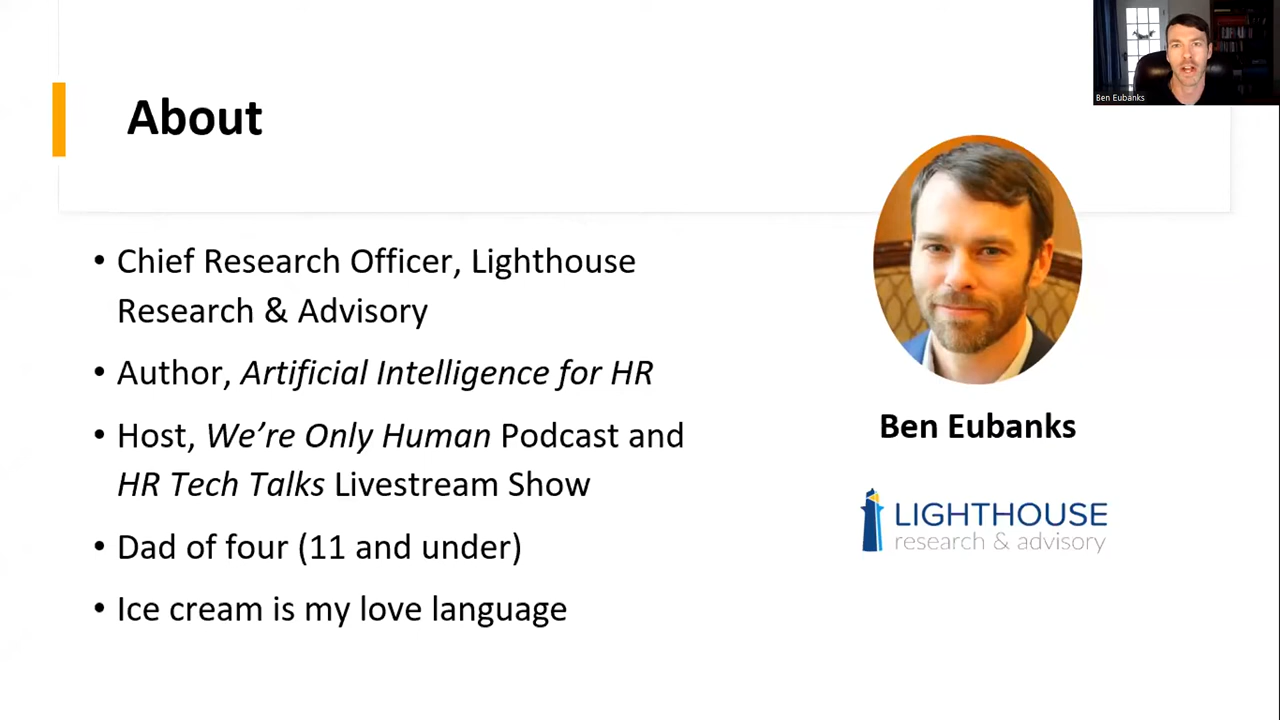 Ben Eubanks
About
• Chief Research Officer, Lighthouse
Research & Advisory
• Author, Artificial Intelligence for HR
• Host, We’re Only Human Podcast and
HR Tech Talks Livestream Show
• Dad of four (11 and under)
• Ice cream is my love language
Ben Eubanks
LIGHTHOUSE
research & advisory